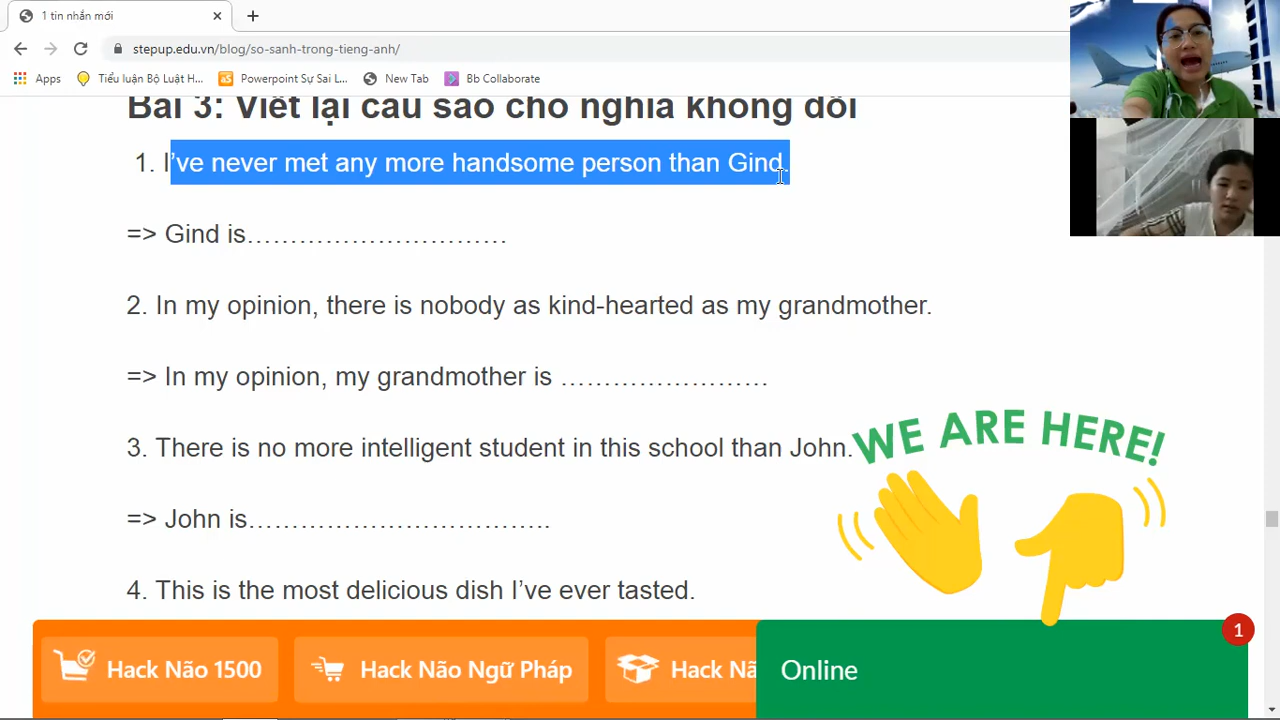 1 tin nhắn mới
stepup.edu.vn/blog/so-sanh-trong-tieng-anh/
Apps
Tiểu luận Bộ Luật H...
Powerpoint Sự Sai L...
New Tab
Bb Collaborate
Bài 3: Viết lại câu sao cho nghĩa không đổi
1. I've never met any more handsome person than Gind.
=> Gind is…………………………
2. In my opinion, there is nobody as kind-hearted as my grandmother.
=> In my opinion, my grandmother is ……………………
3. There is no more intelligent student in this school than John.
=> John is……………………………..
WE ARE HERE!
4. This is the most delicious dish I've ever tasted.
Hack Não 1500
Hack Não Ngữ Pháp
Hack Nã
Online
1